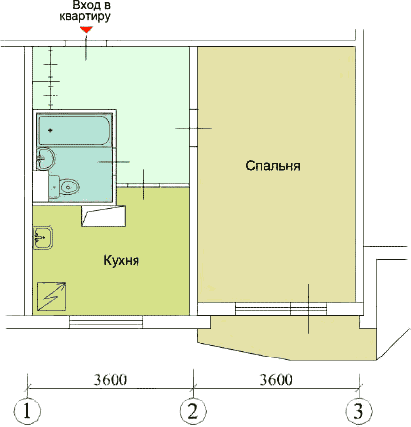 Вход в
квартиру
Спальня
Кухня
3600 3600
1 2 3